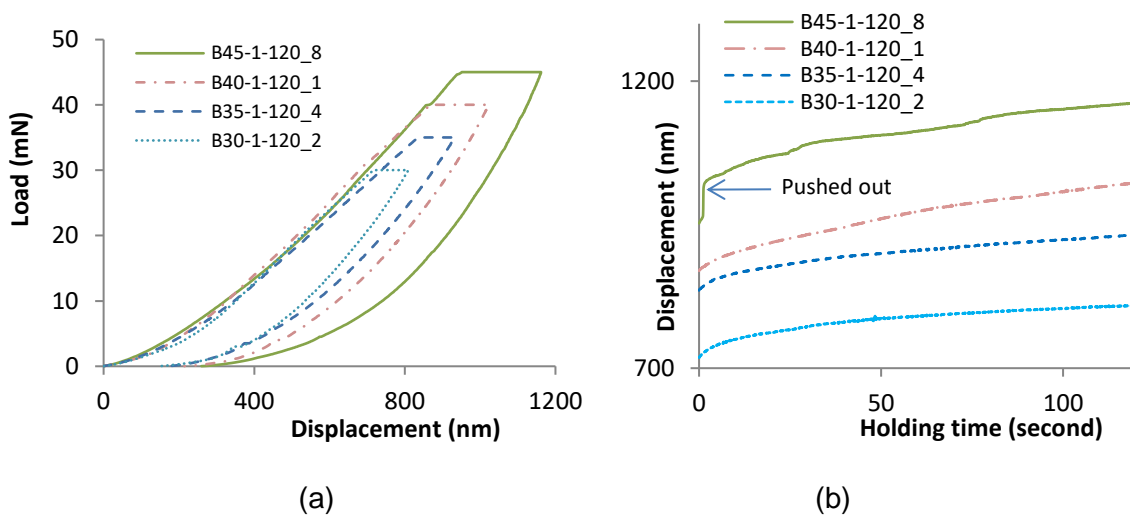 50
40
30
20
10
0
Load (mN)
B45-1-120_8
B40-1-120_1
B35-1-120_4
B30-1-120_2
0
400
800
1200
Displacement (nm)
(a)
B45-1-120_8
B40-1-120_1
B35-1-120_4
B30-1-120_2
1200
700
Displacement (nm)
Pushed out
0
50
100
Holding time (second)
(b)